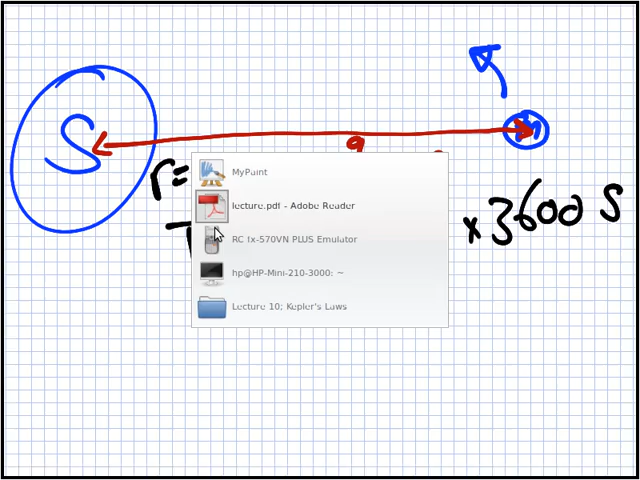 S
m
r=
×3600 s
MyPaint
lecture.pdf - Adobe Reader
RC fx-570VN PLUS Emulator
hp@HP-Mini-210-3000: ~
Lecture 10; Kepler's Laws